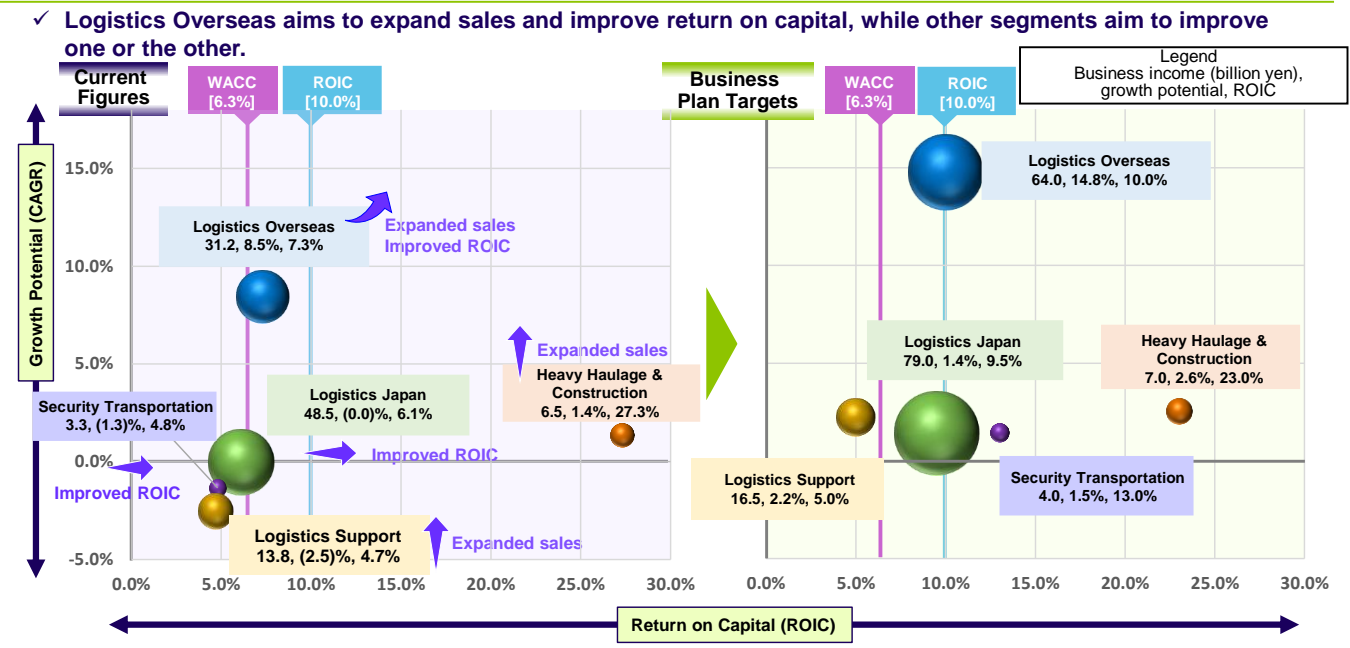 ✓ Logistics Overseas aims to expand sales and improve return on capital, while other segments aim to improve
one or the other.
Current
Figures
WACC
[6.3%]
ROIC
[10.0%]
Business
Plan Targets
WACC
[6.3%]
ROIC
[10.0%]
Legend
Business income (billion yen),
growth potential, ROIC
Growth Potential (CAGR)
15.0%
10.0%
5.0%
0.0%
-5.0%
Logistics Overseas
31.2, 8.5%, 7.3%
Expanded sales
Improved ROIC
Expanded sales
Heavy Haulage &
Construction
6.5, 1.4%, 27.3%
Logistics Japan
48.5, (0.0)%, 6.1%
Improved ROIC
Security Transportation
3.3, (1.3)%, 4.8%
Improved ROIC
Logistics Support
13.8, (2.5)%, 4.7%
Expanded sales
0.0% 5.0% 10.0% 15.0% 20.0% 25.0% 30.0%
Logistics Overseas
64.0, 14.8%, 10.0%
Logistics Japan
79.0, 1.4%, 9.5%
Heavy Haulage &
Construction
7.0, 2.6%, 23.0%
Logistics Support
16.5, 2.2%, 5.0%
Security Transportation
4.0, 1.5%, 13.0%
0.0% 5.0% 10.0% 15.0% 20.0% 25.0% 30.0%
Return on Capital (ROIC)